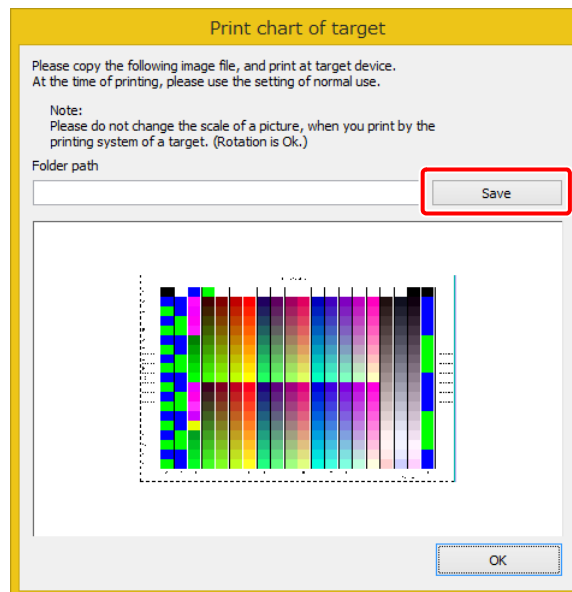 Print chart of target
Please copy the following image file, and print at target device.
At the time of printing, please use the setting of normal use.
Note:
Please do not change the scale of a picture, when you print by the
printing system of a target. (Rotation is Ok.)
Folder path
Save
OK